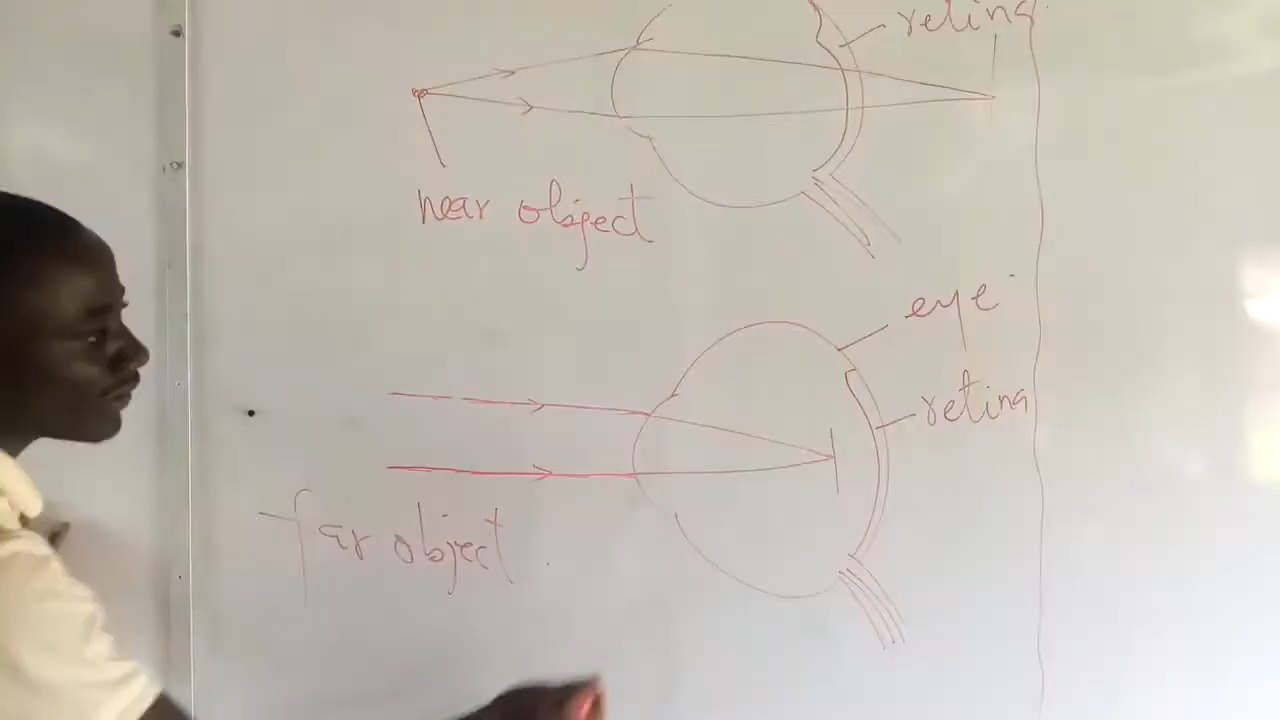 retina
near object
eye
retina
far object.